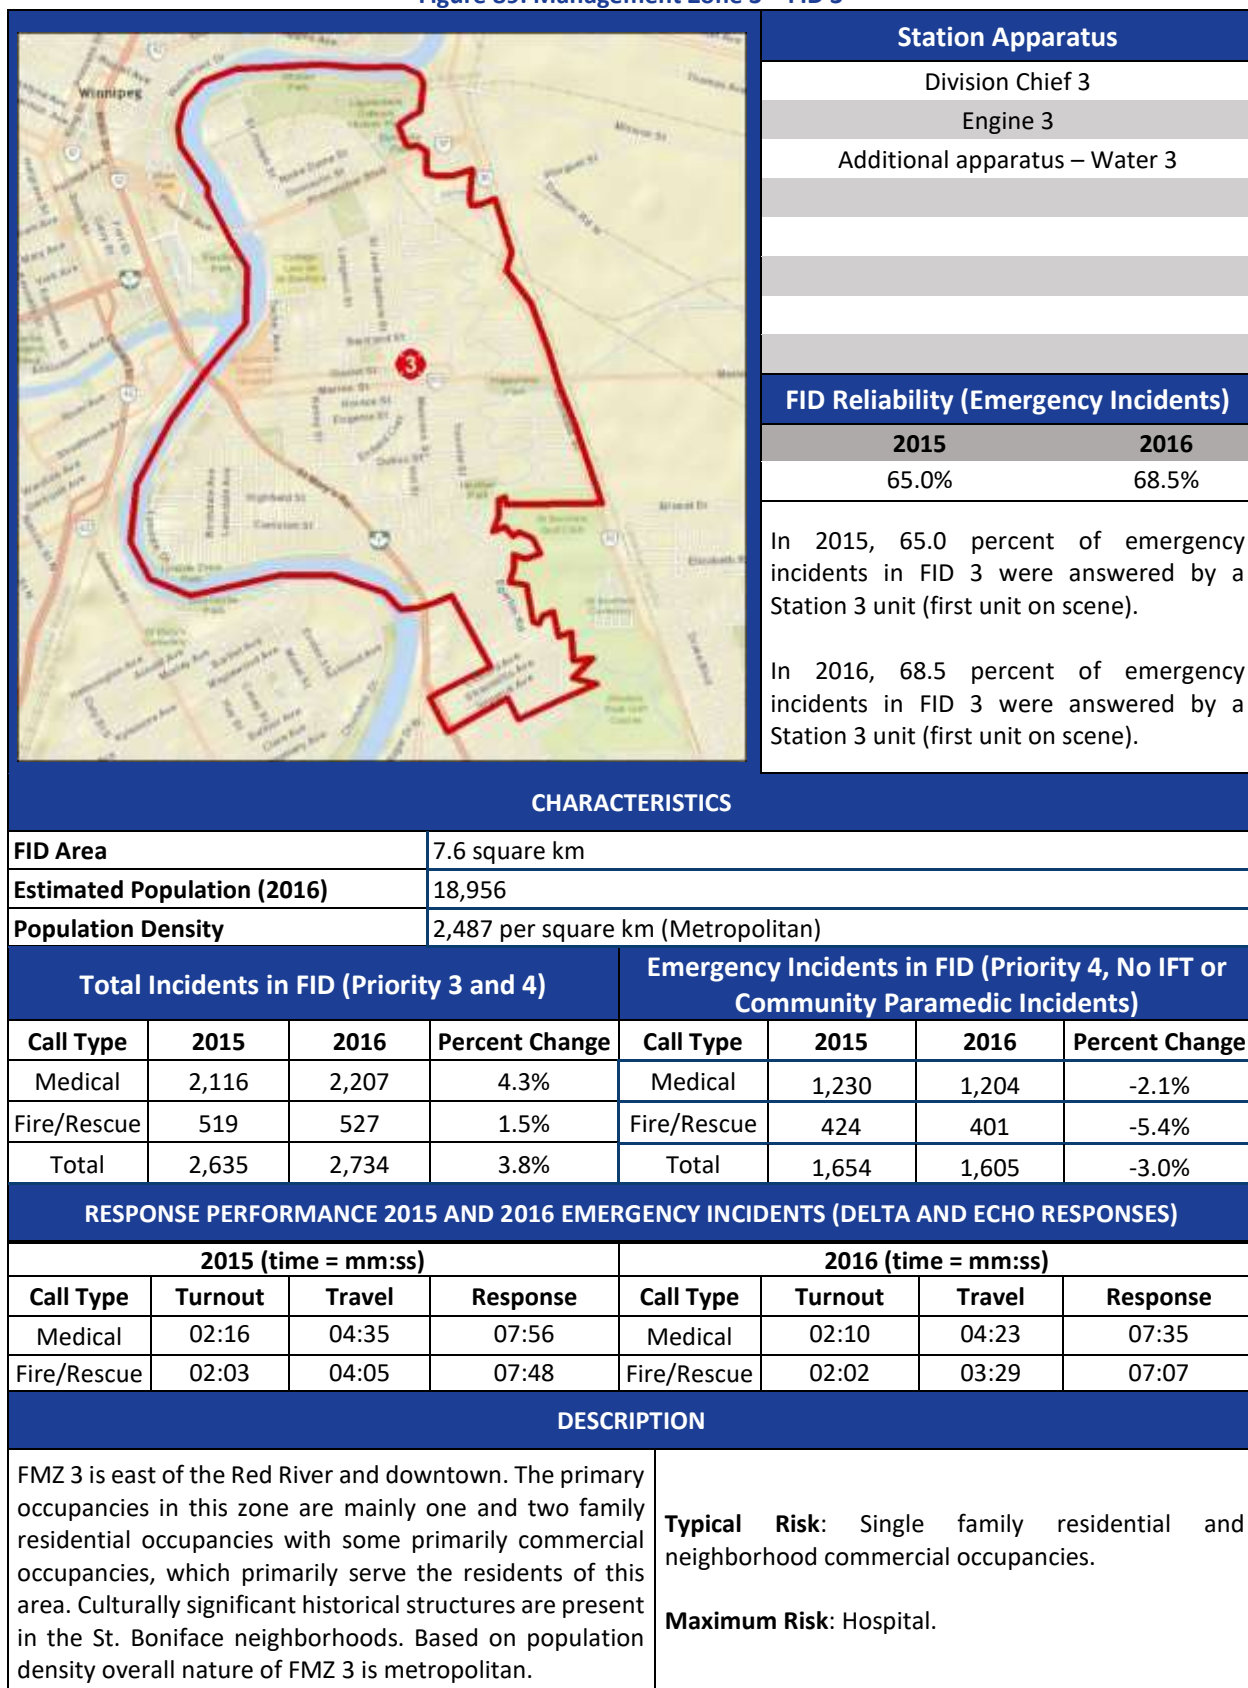 Winnipeg
3
Station Apparatus
Division Chief 3
Engine 3
Additional apparatus – Water 3
FID Reliability (Emergency Incidents)
2015 2016
65.0% 68.5%
In 2015, 65.0 percent of emergency
incidents in FID 3 were answered by a
Station 3 unit (first unit on scene).
In 2016, 68.5 percent of emergency
incidents in FID 3 were answered by a
Station 3 unit (first unit on scene).
CHARACTERISTICS
FID Area 7.6 square km
Estimated Population (2016) 18,956
Population Density 2,487 per square km (Metropolitan)
Total Incidents in FID (Priority 3 and 4)
Emergency Incidents in FID (Priority 4, No IFT or
Community Paramedic Incidents)
Call Type 2015 2016 Percent Change Call Type 2015 2016 Percent Change
Medical 2,116 2,207 4.3% Medical 1,230 1,204 -2.1%
Fire/Rescue 519 527 1.5% Fire/Rescue 424 401 -5.4%
Total 2,635 2,734 3.8% Total 1,654 1,605 -3.0%
RESPONSE PERFORMANCE 2015 AND 2016 EMERGENCY INCIDENTS (DELTA AND ECHO RESPONSES)
2015 (time = mm:ss) 2016 (time = mm:ss)
Call Type Turnout Travel Response Call Type Turnout Travel Response
Medical 02:16 04:35 07:56 Medical 02:10 04:23 07:35
Fire/Rescue 02:03 04:05 07:48 Fire/Rescue 02:02 03:29 07:07
DESCRIPTION
FMZ 3 is east of the Red River and downtown. The primary
occupancies in this zone are mainly one and two family
residential occupancies with some primarily commercial
occupancies, which primarily serve the residents of this
area. Culturally significant historical structures are present
in the St. Boniface neighborhoods. Based on population
density overall nature of FMZ 3 is metropolitan.
Typical Risk: Single family residential and
neighborhood commercial occupancies.
Maximum Risk: Hospital.